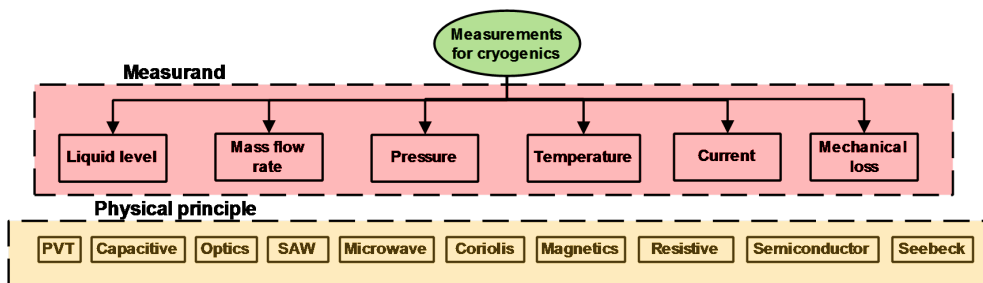 Measurements
for cryogenics
Measurand
Liquid level
Mass flow
rate
Pressure
Temperature
Current
Mechanical
loss
Physical principle
PVT
Capacitive
Optics
SAW
Microwave
Coriolis
Magnetics
Resistive
Semiconductor
Seebeck